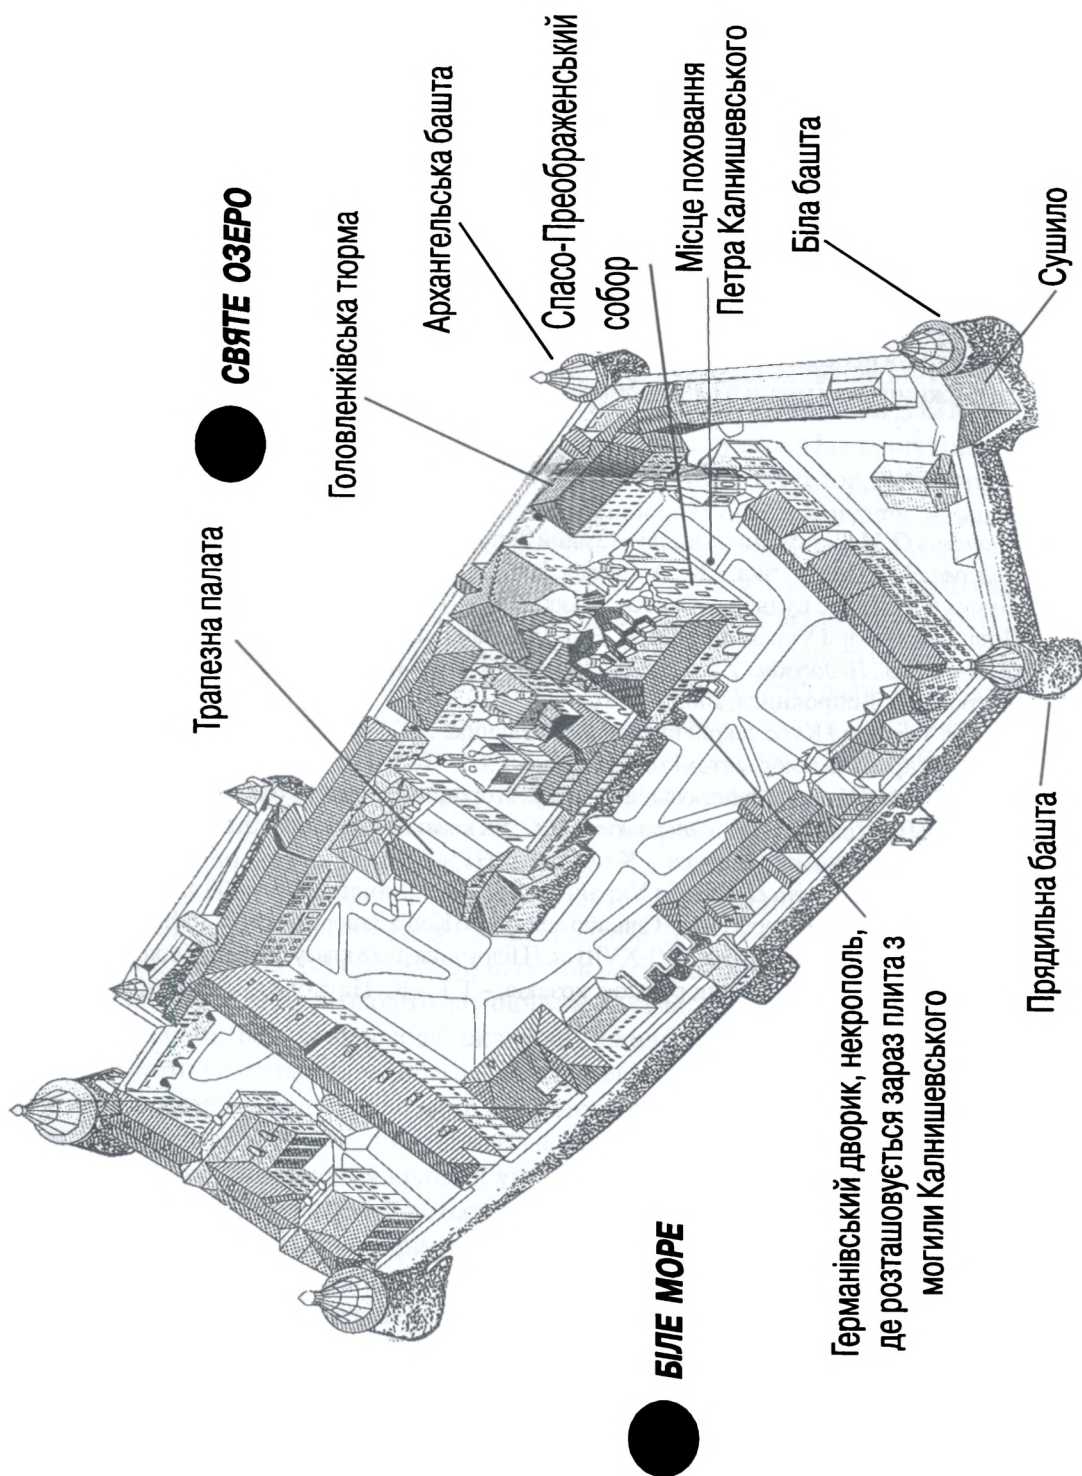 СВЯТЕ ОЗЕРО
Трапезна палата
Головленківська тюрма
Архангельська башта
Спасо-Преображенський
собор
Місце поховання
Петра Калнишевського
Біла башта
Сушило
БІЛЕ МОРЕ
Германівський дворик, некрополь,
де розташовується зараз плита з
могили Калнишевського
Прядильна башта